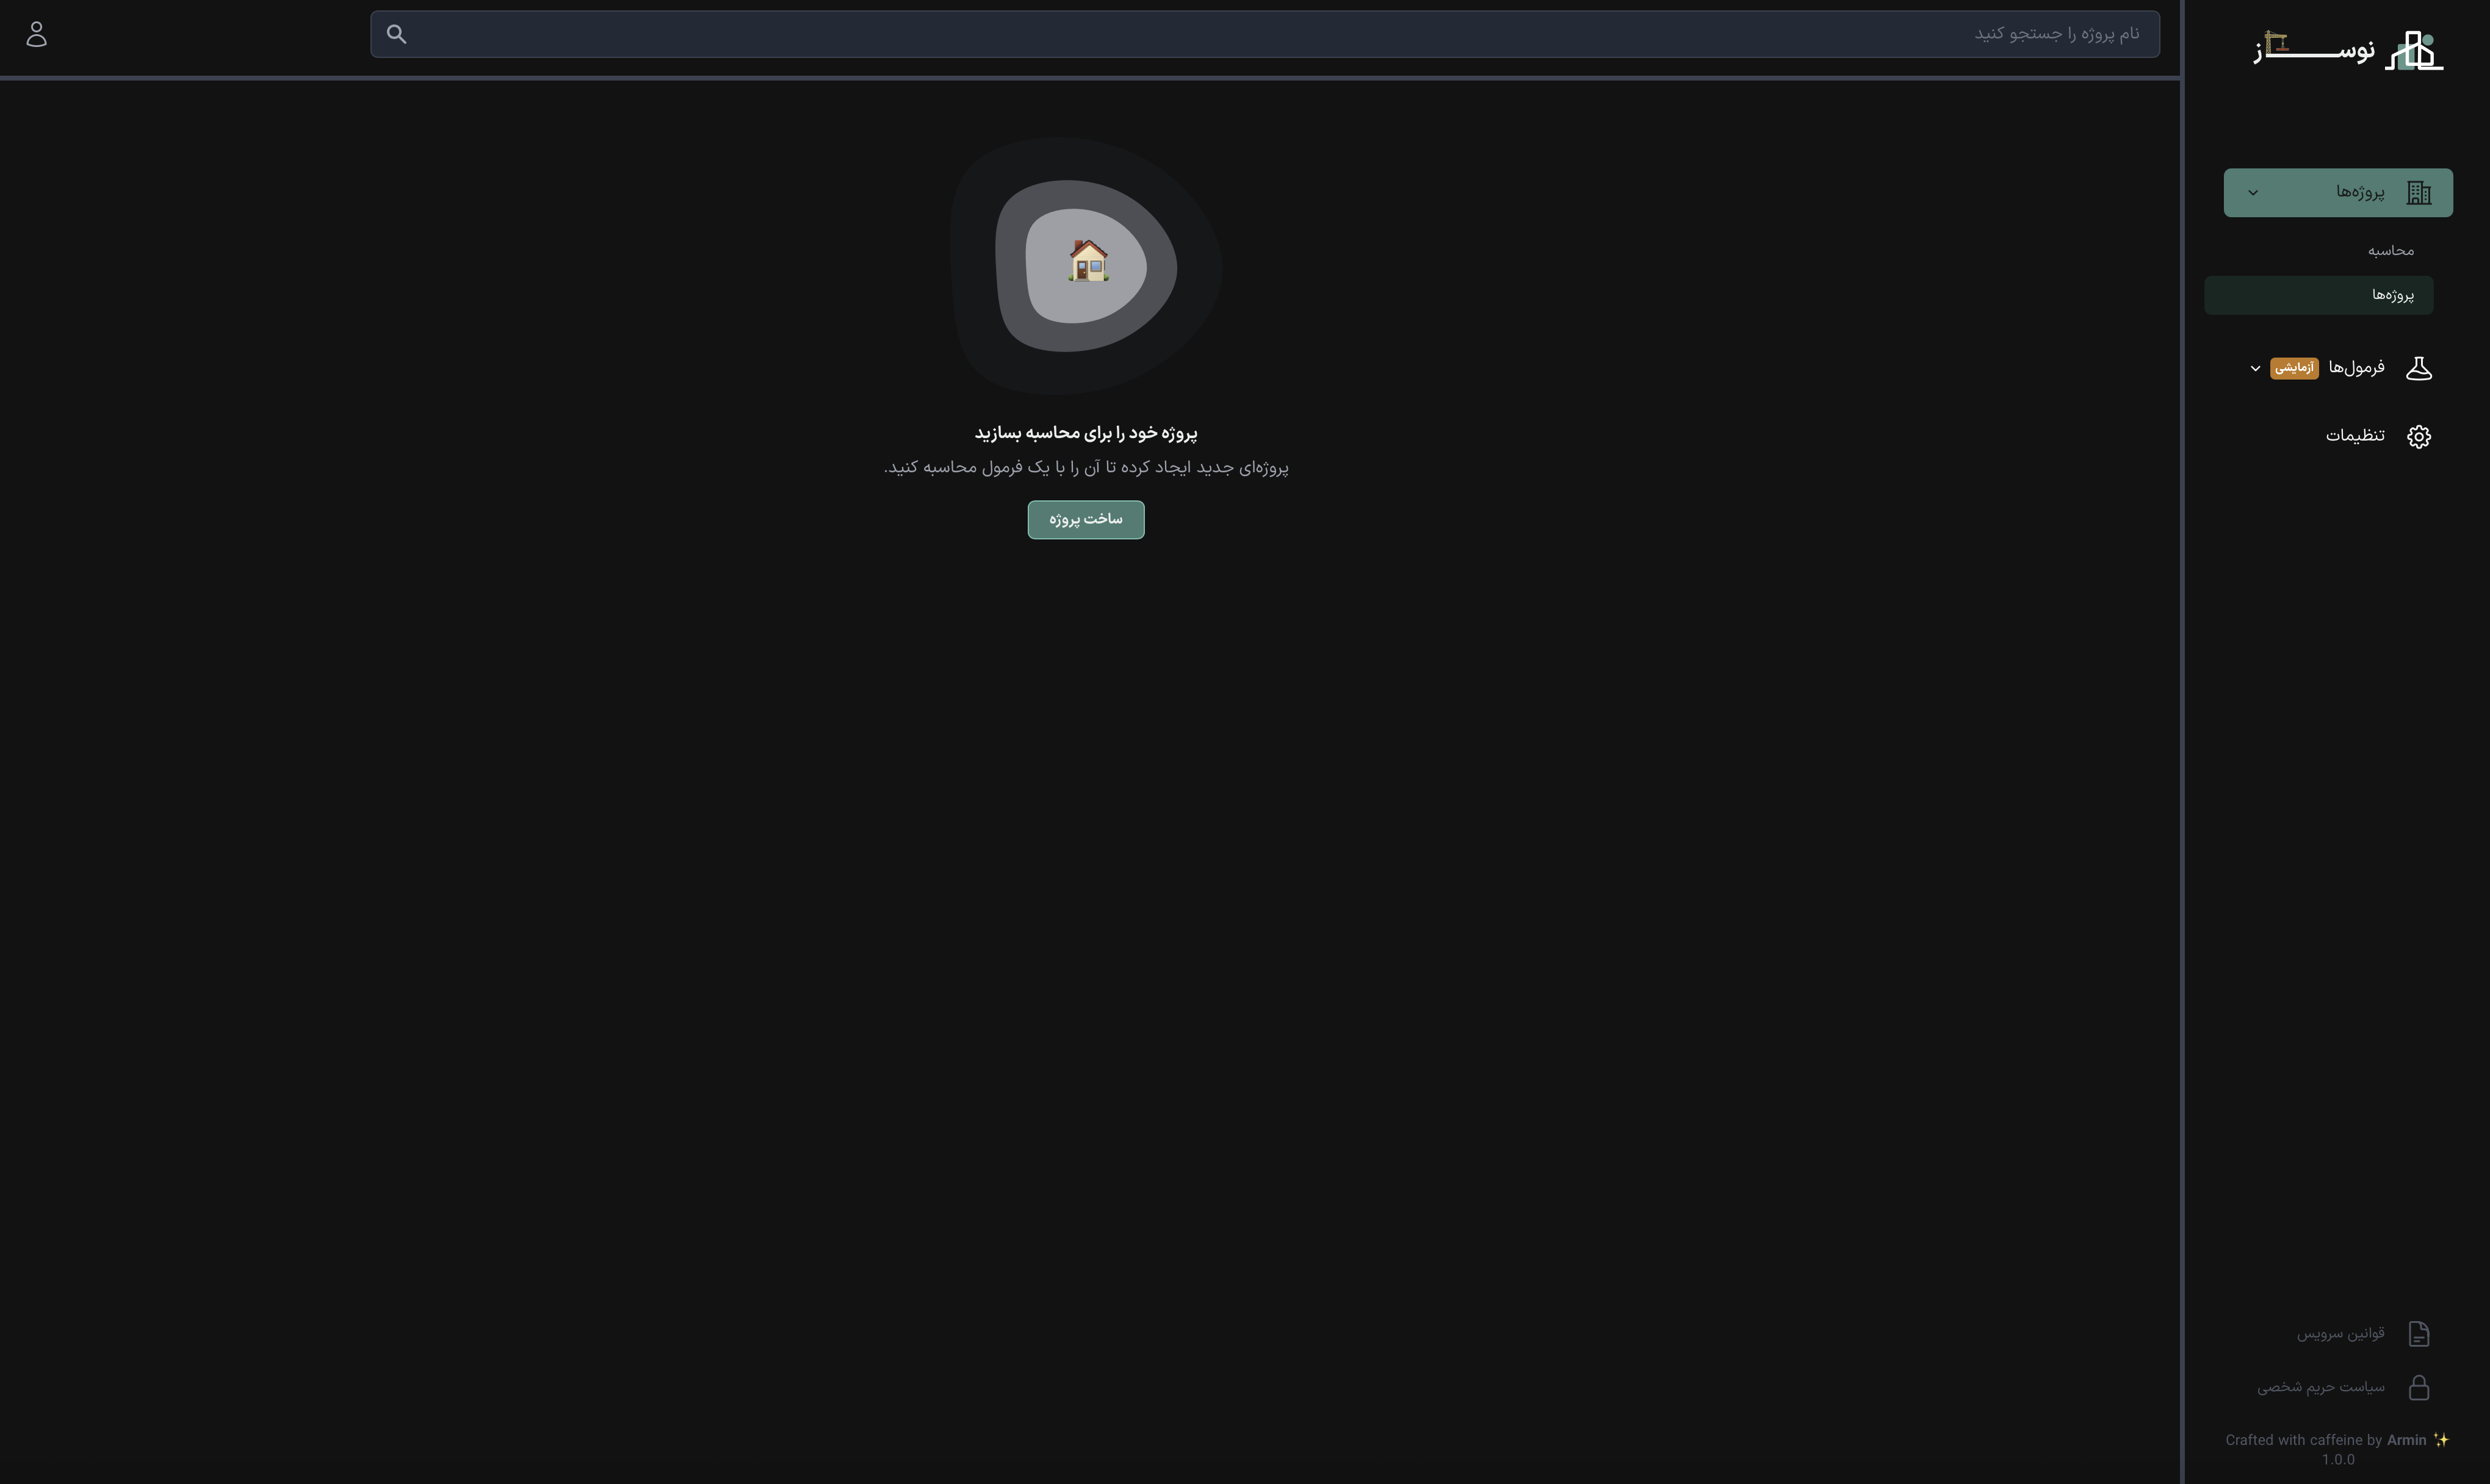 نوساز
نام پروژه را جستجو کنید
پروژه‌ها
محاسبه
پروژه‌ها
فرمول‌ها آزمایشی
تنظیمات
پروژه خود را برای محاسبه بسازید
پروژه‌ای جدید ایجاد کرده تا آن را با یک فرمول محاسبه کنید.
ساخت پروژه
قوانین سرویس
سیاست حریم شخصی
Crafted with caffeine by Armin ✨
1.0.0